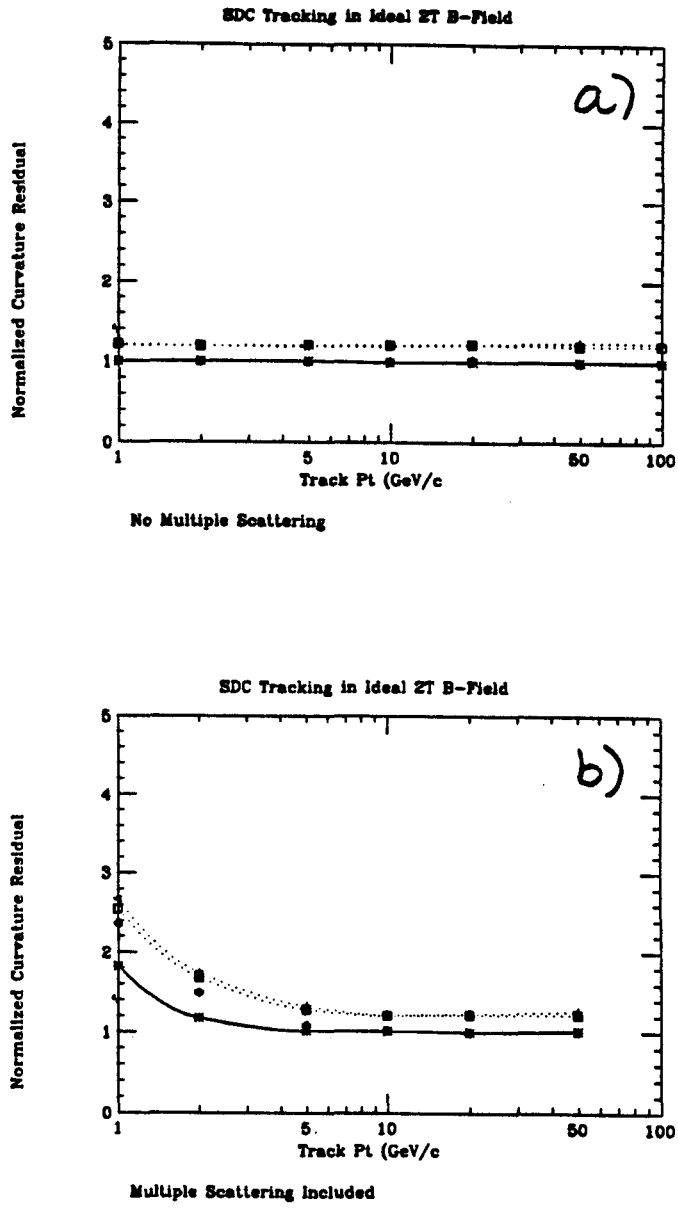 SDC Tracking in Ideal 2T B-Field
a)
Normalized Curvature Residual
5
4
3
2
1
0
1 5 10 50 100
Track Pt (GeV/c
No Multiple Scattering
SDC Tracking in Ideal 2T B-Field
b)
Normalized Curvature Residual
5
4
3
2
1
0
1 5 10 50 100
Track Pt (GeV/c
Multiple Scattering Included